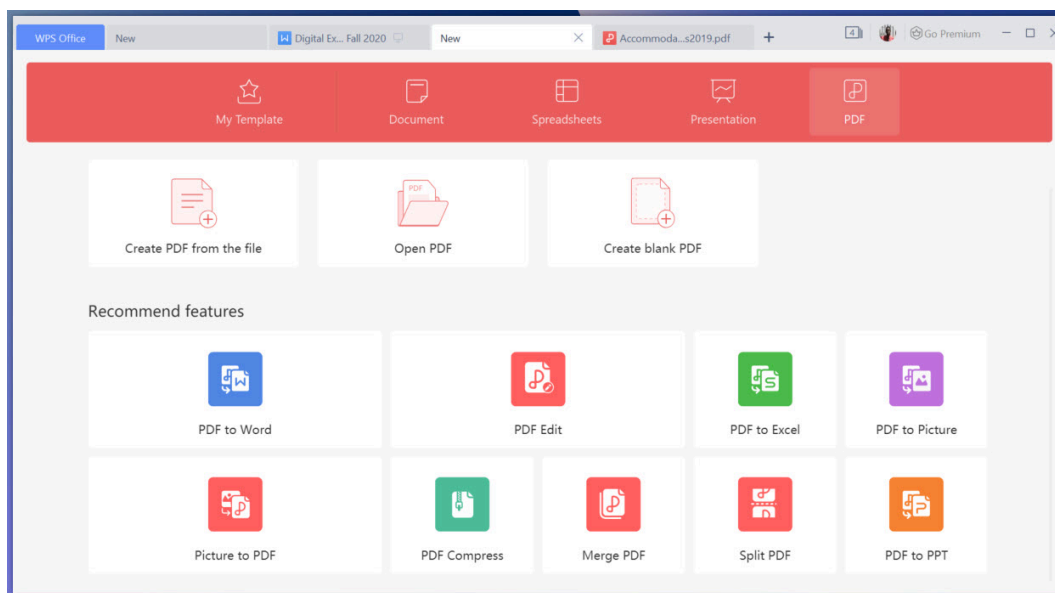 WPS Office
New
Digital Ex... Fall 2020
New
Accommoda...s2019.pdf
4
Go Premium
My Template
Document
Spreadsheets
Presentation
PDF
PDF
Create PDF from the file
Open PDF
Create blank PDF
Recommend features
PDF to Word
PDF Edit
PDF to Excel
PDF to Picture
Picture to PDF
PDF Compress
Merge PDF
Split PDF
PDF to PPT